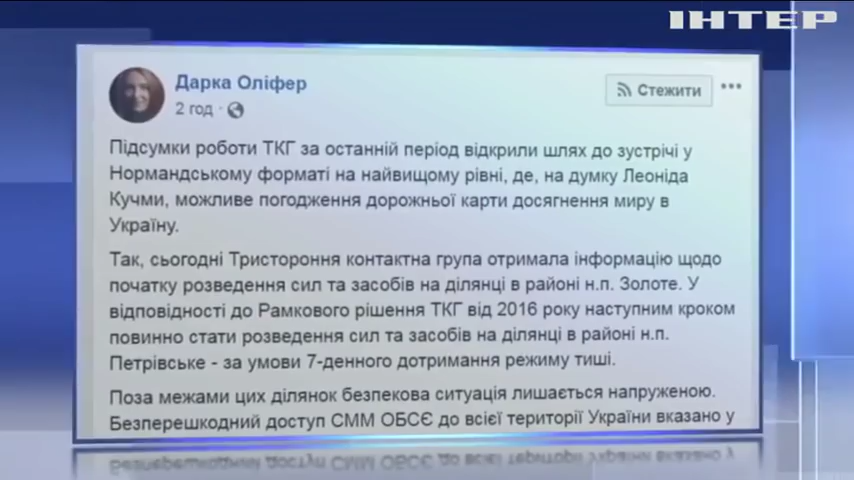 ІНТЕР
Дарка Оліфер
2 год ·
Стежити
Підсумки роботи ТКГ за останній період відкрили шлях до зустрічі у
Нормандському форматі на найвищому рівні, де, на думку Леоніда
Кучми, можливе погодження дорожньої карти досягнення миру в
Україну.
Так, сьогодні Тристороння контактна група отримала інформацію щодо
початку розведення сил та засобів на ділянці в районі н.п. Золоте. У
відповідності до Рамкового рішення ТКГ від 2016 року наступним кроком
повинно стати розведення сил та засобів на ділянці в районі н.п.
Петрівське - за умови 7-денного дотримання режиму тиші.
Поза межами цих ділянок безпекова ситуація лишається напруженою.
Безперешкодний доступ СММ ОБСЄ до всієї території України вказано у